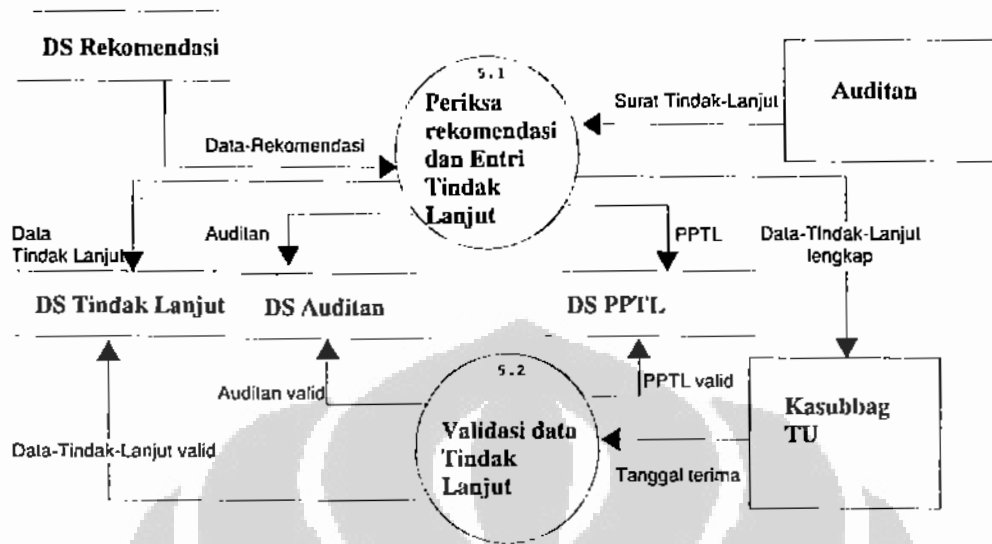 DS Rekomendasi
5.1
Periksa
rekomendasi
dan Entri
Tindak
Lanjut
Surat Tindak-Lanjut
Auditan
Data-Rekomendasi
Data
Tindak Lanjut
Auditan
PPTL
Data-Tindak-Lanjut
lengkap
DS Tindak Lanjut
DS Auditan
DS PPTL
5.2
Validasi data
Tindak
Lanjut
Auditan valid
PPTL valid
Kasubbag
TU
Data-Tindak-Lanjut valid
Tanggal terima